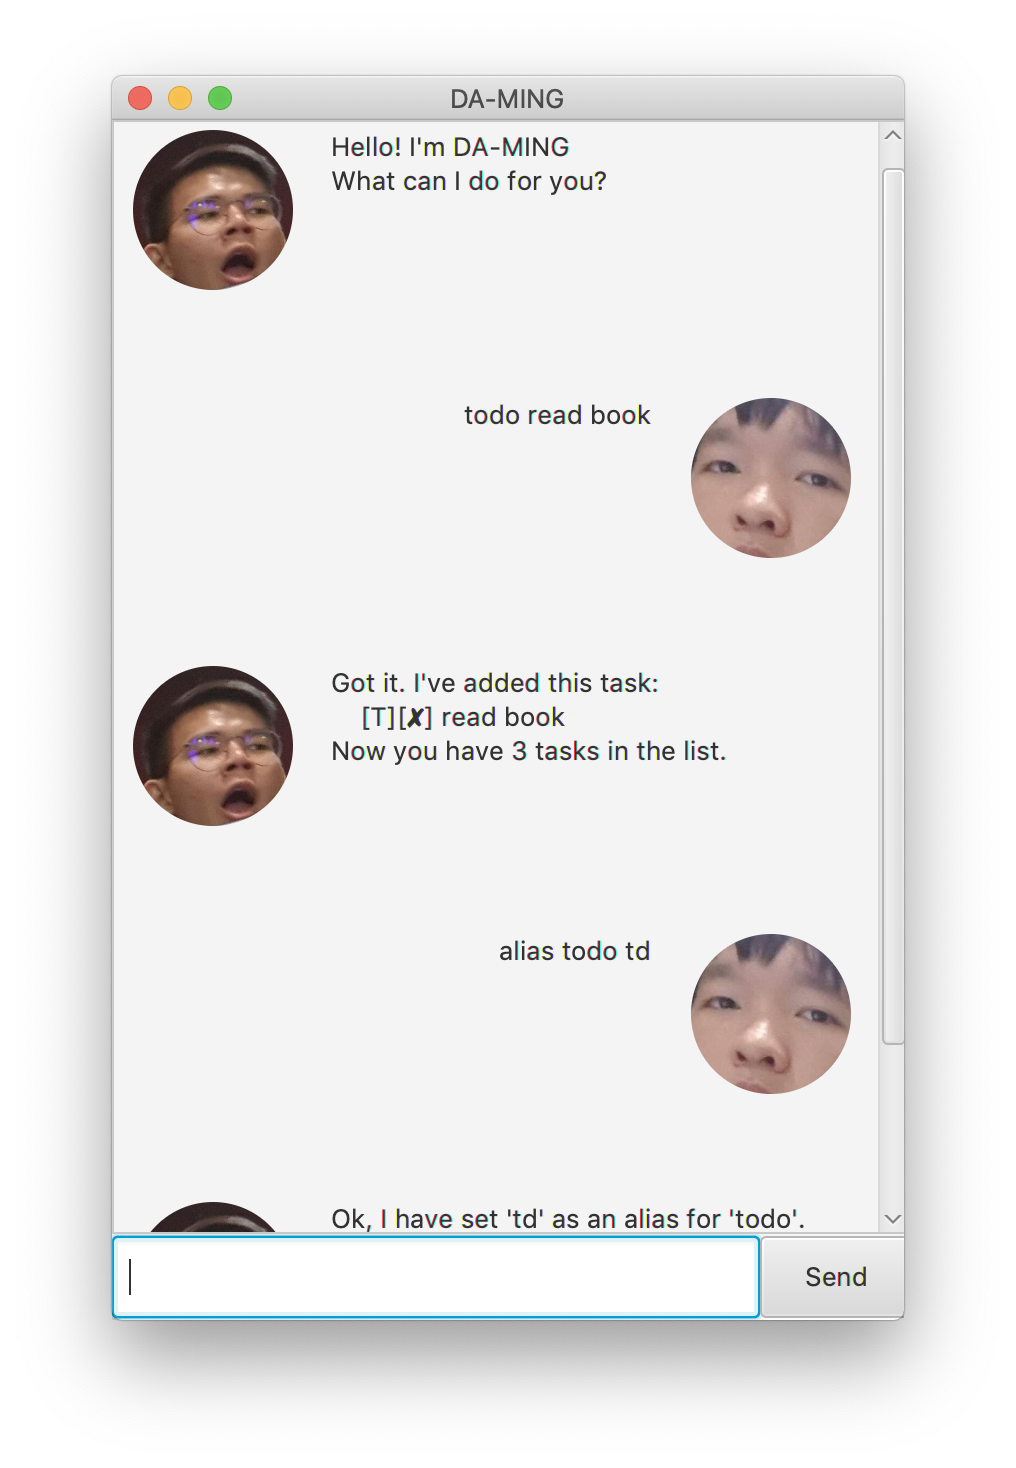 DA-MING
Hello! I'm DA-MING
What can I do for you?
todo read book
Got it. I've added this task:
[T][✘] read book
Now you have 3 tasks in the list.
alias todo td
Ok, I have set 'td' as an alias for 'todo'.
Send